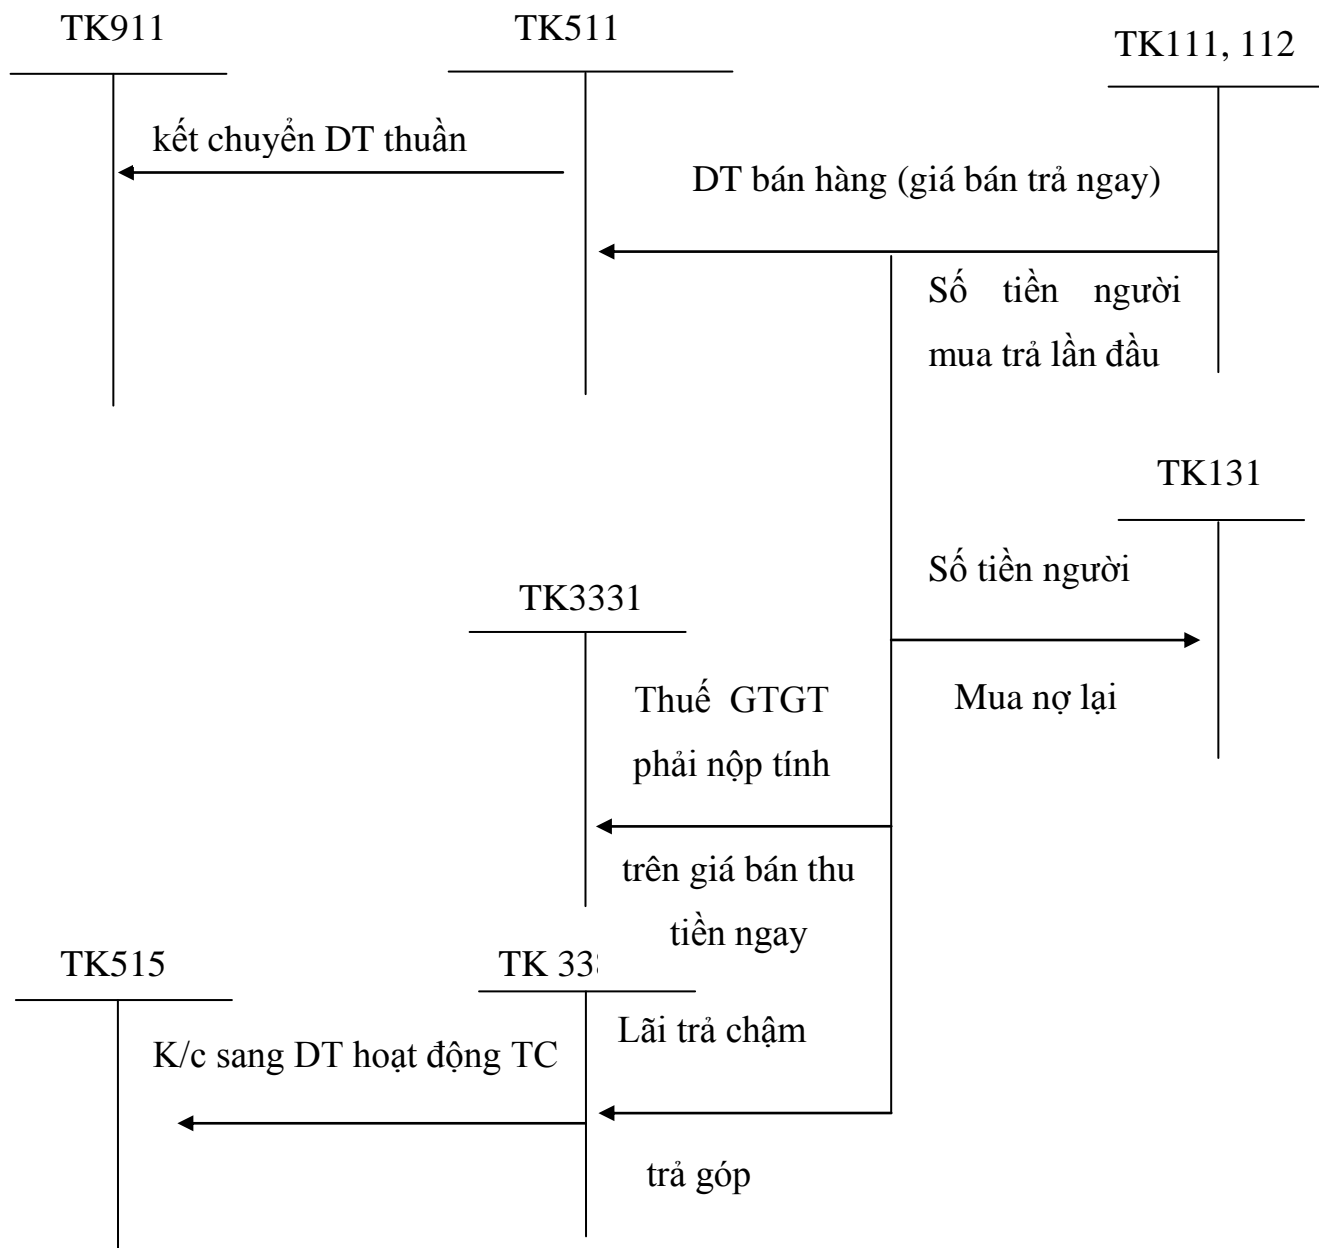 TK911
TK511
TK111, 112
kết chuyển DT thuần
DT bán hàng (giá bán trả ngay)
Số tiền người
mua trả lần đầu
TK131
Số tiền người
TK3331
Thuế GTGT
Mua nợ lại
phải nộp tính
trên giá bán thu
tiền ngay
TK515
TK 33
Lãi trả chậm
K/c sang DT hoạt động TC
trả góp